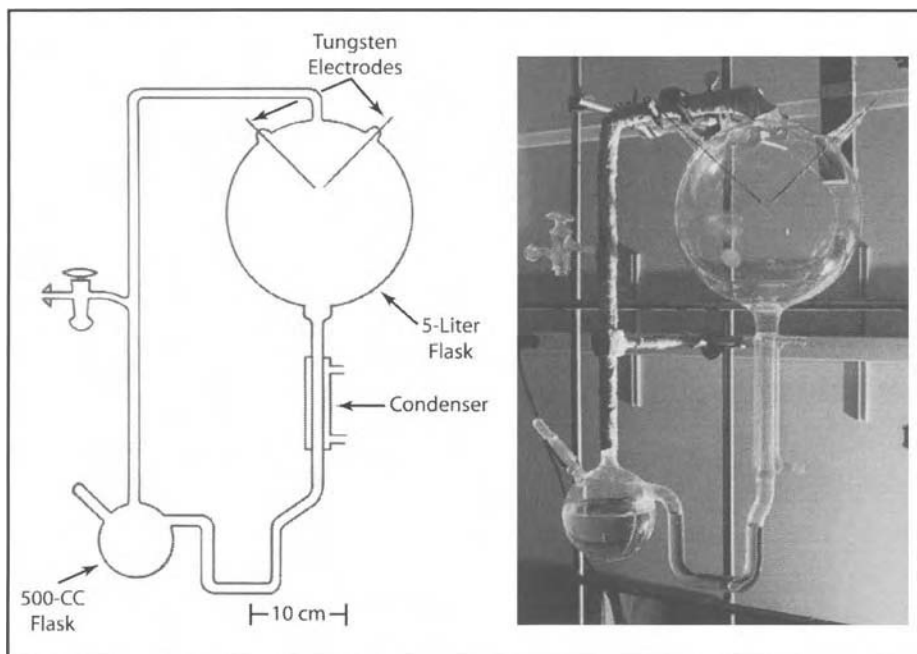 Tungsten
Electrodes
5-Liter
Flask
Condenser
500-CC
Flask
10 cm